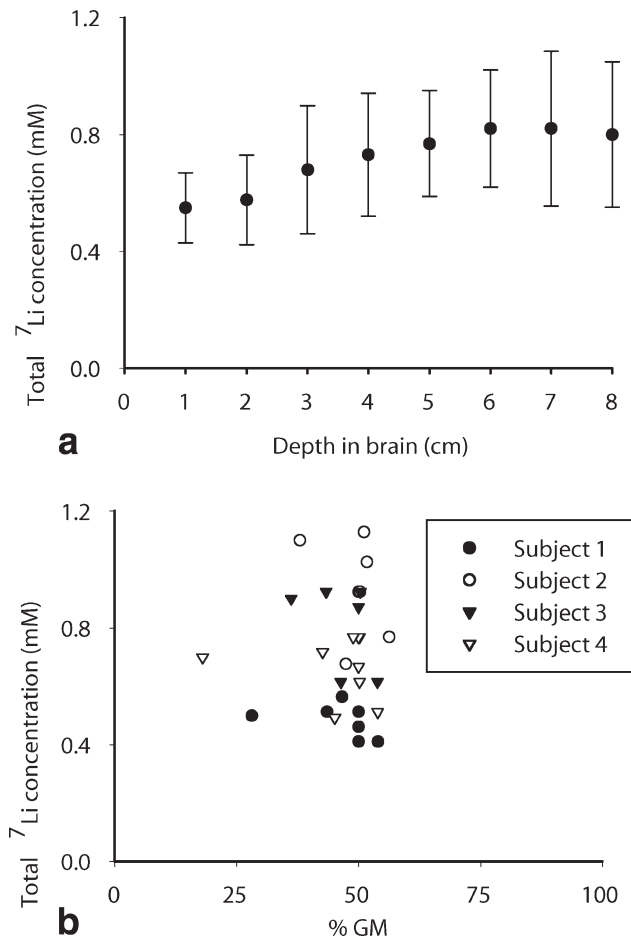 a
1.2
0.8
0.4
0.0
Total ⁷Li concentration (mM)
0 1 2 3 4 5 6 7 8
Depth in brain (cm)
b
1.2
0.8
0.4
0.0
Total ⁷Li concentration (mM)
0 25 50 75 100
% GM
Subject 1
Subject 2
Subject 3
Subject 4